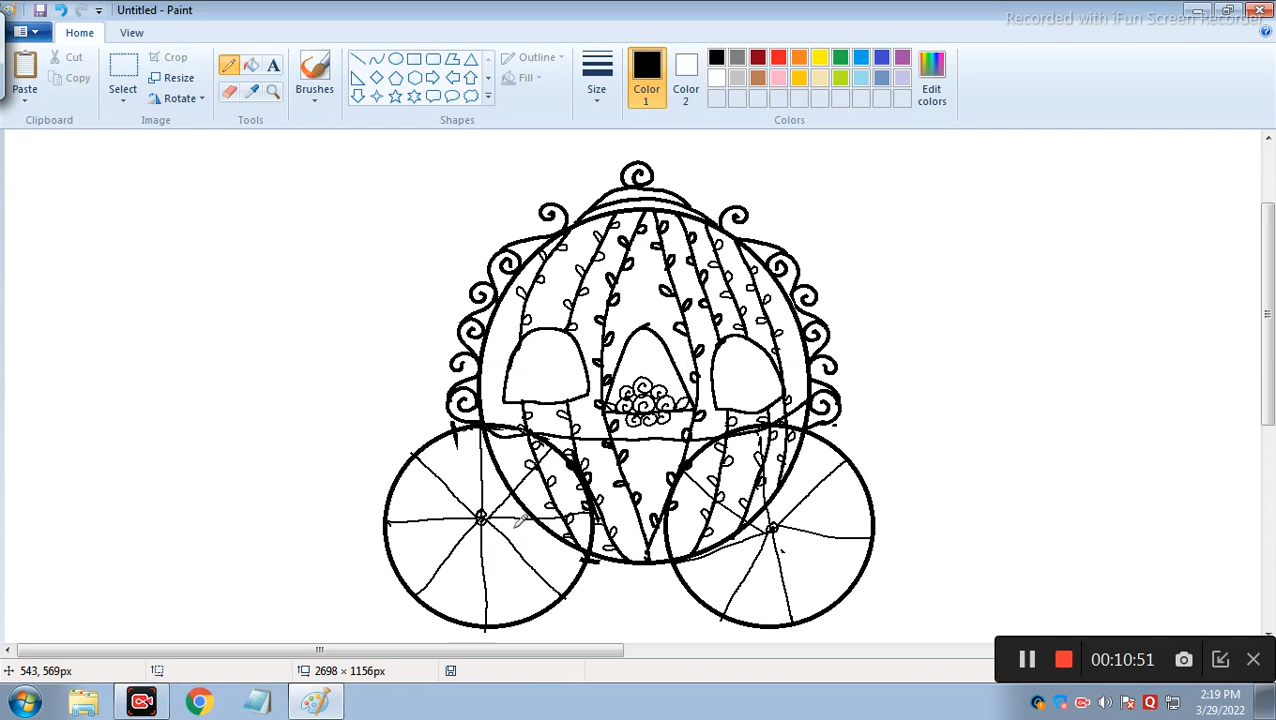 Untitled - Paint
Recorded with iFun Screen Recorder
Home View
Paste
Cut
Copy
Clipboard
Select
Crop
Resize
Rotate
Image
Tools
Brushes
Outline
Fill
Shapes
Size
Color 1
Color 2
Edit colors
Colors
543, 569px
2698 × 1156px
00:10:51
2:19 PM
3/29/2022